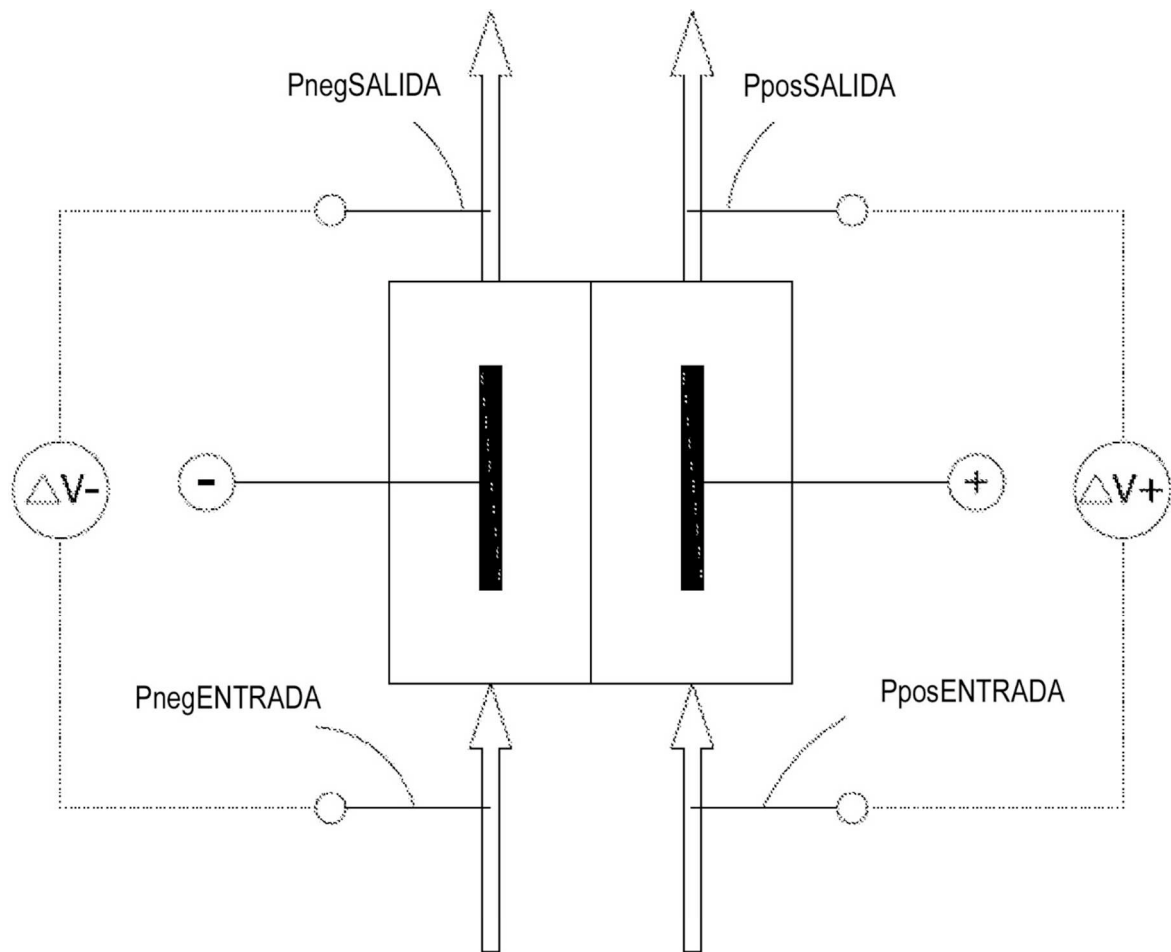 PnegSALIDA
PposSALIDA
△V-
-
+
△V+
PnegENTRADA
PposENTRADA